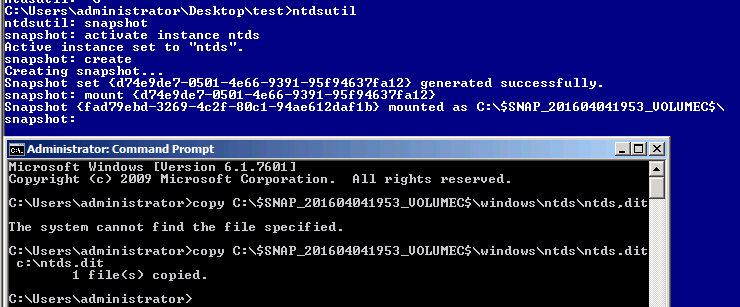 ntdsutil: q
C:\Users\administrator\Desktop\test>ntdsutil
ntdsutil: snapshot
snapshot: activate instance ntds
Active instance set to "ntds".
snapshot: create
Creating snapshot...
Snapshot set {d74e9de7-0501-4e66-9391-95f94637fa12} generated successfully.
snapshot: mount {d74e9de7-0501-4e66-9391-95f94637fa12}
Snapshot {fad79ebd-3269-4c2f-80c1-94ae612daf1b} mounted as C:\$SNAP_201604041953_VOLUMEC$\
snapshot:
Administrator: Command Prompt
Microsoft Windows [Version 6.1.7601]
Copyright (c) 2009 Microsoft Corporation.  All rights reserved.
C:\Users\administrator>copy C:\$SNAP_201604041953_VOLUMEC$\windows\ntds\ntds,dit
The system cannot find the file specified.
C:\Users\administrator>copy C:\$SNAP_201604041953_VOLUMEC$\windows\ntds\ntds.dit
c:\ntds.dit
1 file(s) copied.
C:\Users\administrator>